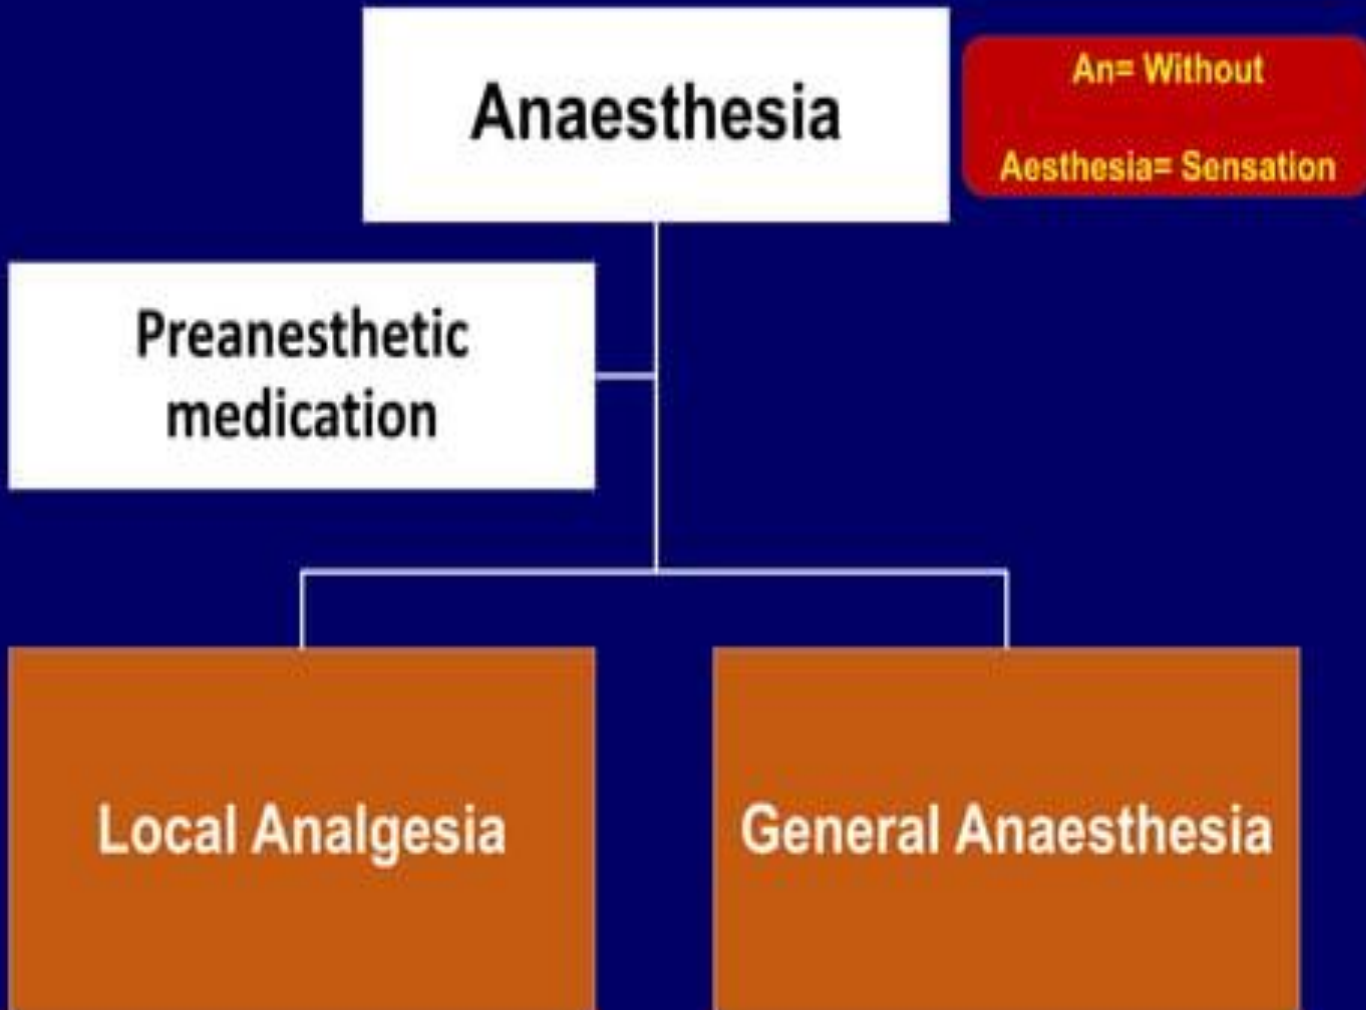 Anaesthesia
An= Without
Aesthesia= Sensation
Preanesthetic
medication
Local Analgesia
General Anaesthesia